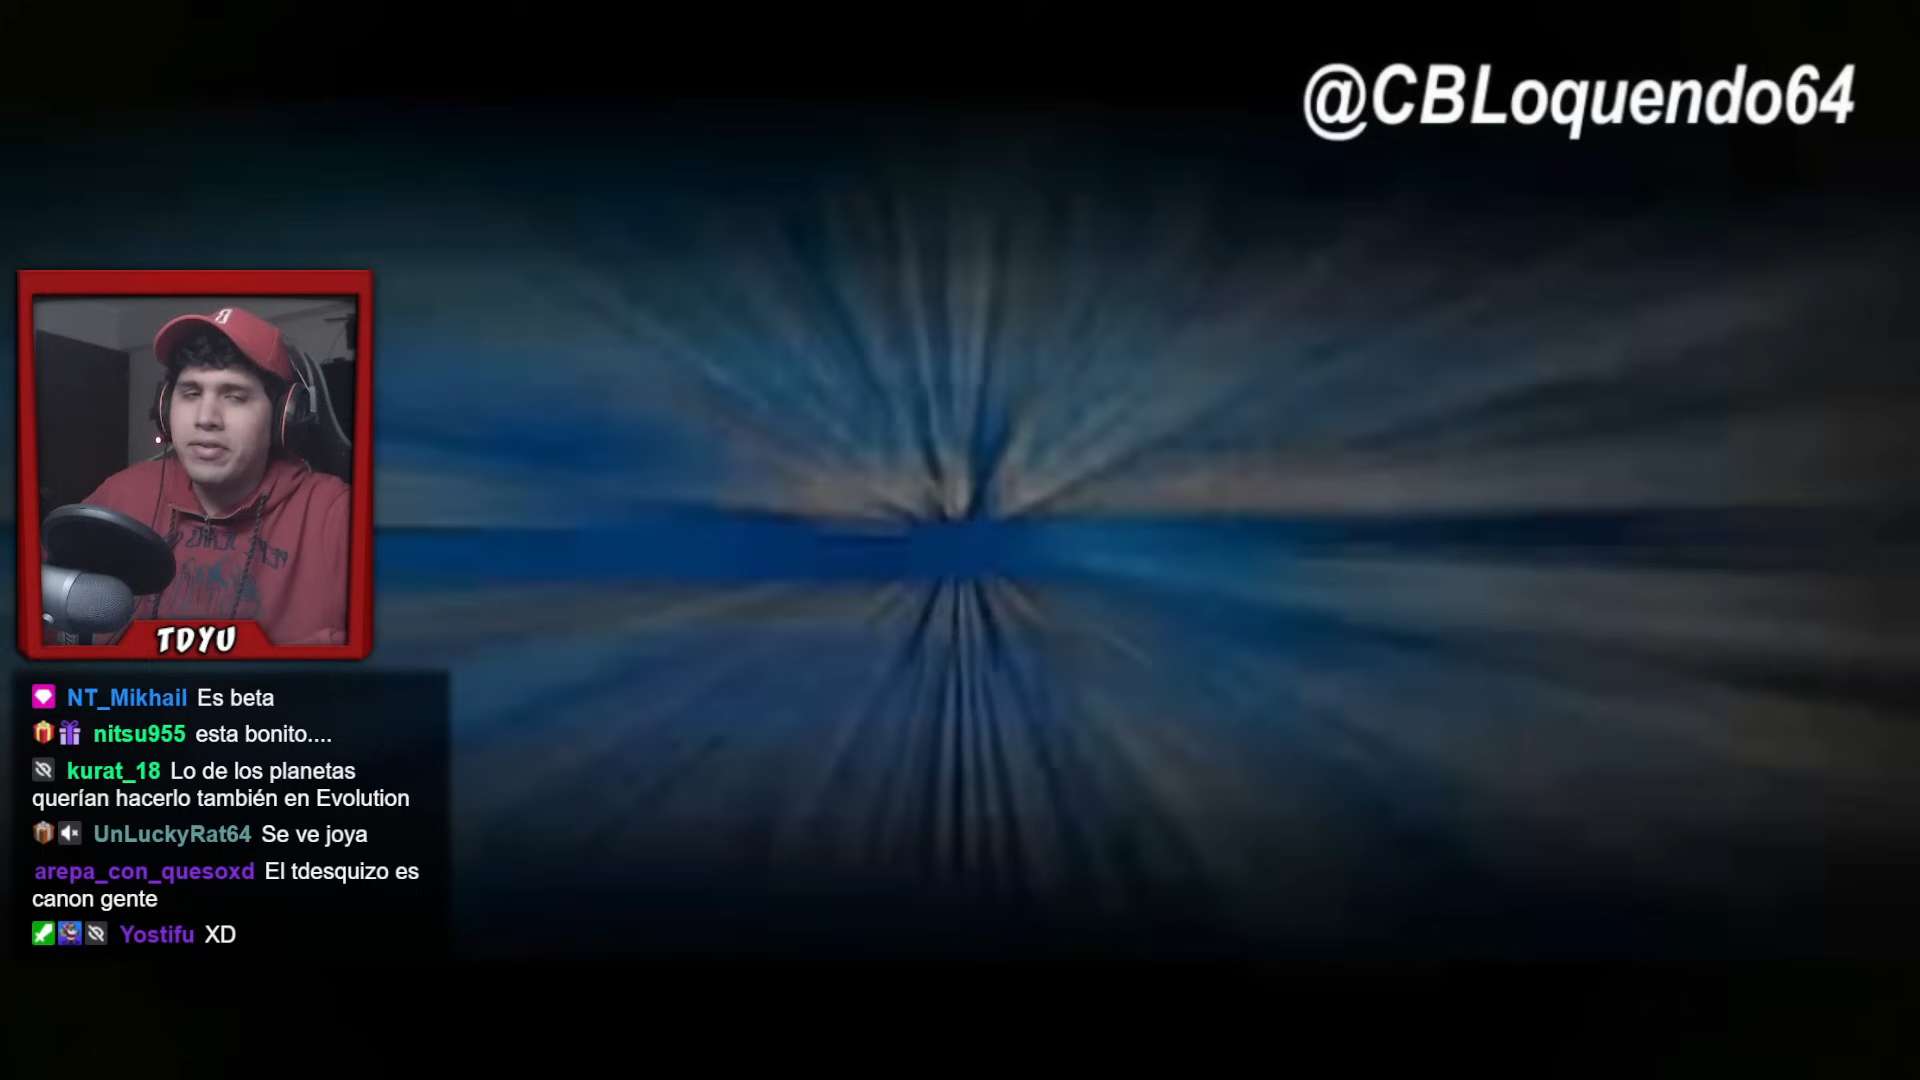 @CBLoquendo64
TDYU
NT_Mikhail Es beta
nitsu955 esta bonito....
kurat_18 Lo de los planetas
querían hacerlo también en Evolution
UnLuckyRat64 Se ve joya
arepa_con_quesoxd El tdesquizo es
canon gente
Yostifu XD